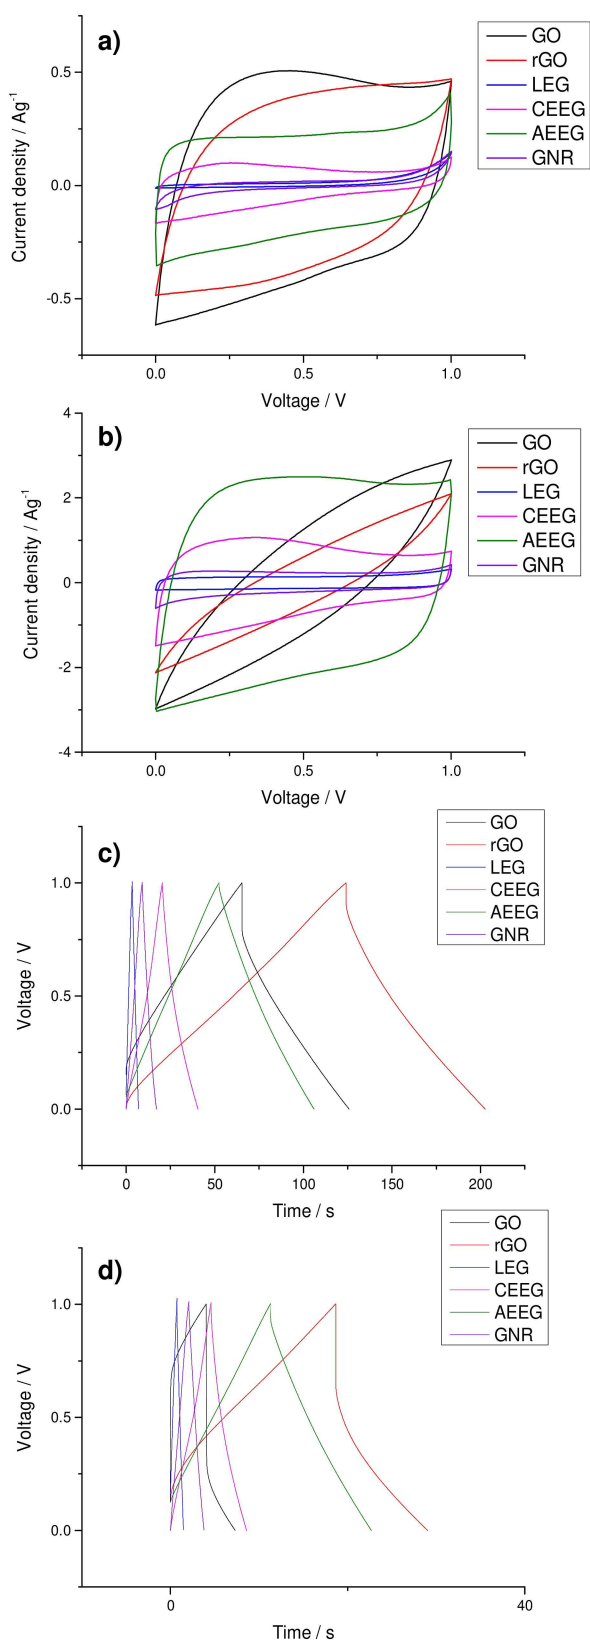 a)
GO
rGO
LEG
CEEG
AEEG
GNR
Current density / Ag-1
0.5
0.0
-0.5
0.0 0.5 1.0
Voltage / V
b)
GO
rGO
LEG
CEEG
AEEG
GNR
Current density / Ag-1
4
2
0
-2
-4
0.0 0.5 1.0
Voltage / V
c)
GO
rGO
LEG
CEEG
AEEG
GNR
Voltage / V
1.0
0.5
0.0
0 50 100 150 200
Time / s
d)
GO
rGO
LEG
CEEG
AEEG
GNR
Voltage / V
1.0
0.5
0.0
0 40
Time / s